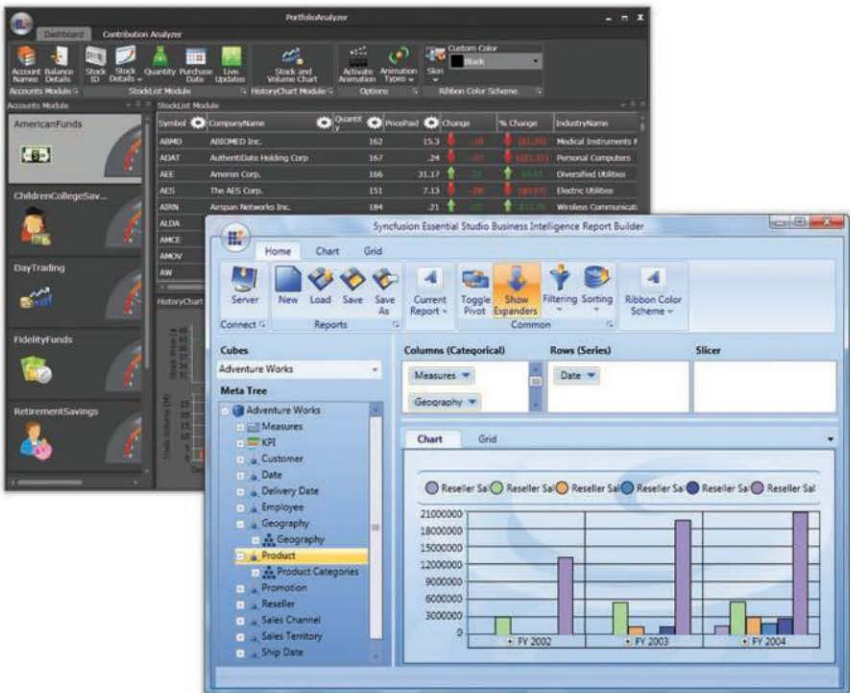 PortfolioAnalyzer
Dashboard Contribution Analyzer
Custom Color
Black
Account Names Balance Details Stock ID Stock Details Quantity Purchase Date Live Updates Stock and Volume Chart Activate Animation Animation Types Skin
Accounts Module StockList Module HistoryChart Module Options Ribbon Color Scheme
Accounts Module StockList Module
Symbol CompanyName Quantity PricePaid Change % Change IndustryName
AmericanFunds
ABMD ABIOMED Inc. 162 15.3 Medical Instruments
ADAT AuthentiDate Holding Corp 167 .24 Personal Computers
AEE Ameren Corp. 166 31.17 Diversified Utilities
AES The AES Corp. 151 7.13 Electric Utilities
AIRN Airspan Networks Inc. 184 .21 Wireless Communicati
ChildrenCollegeSav...
ALDA
AMCE
AMOV
AW
DayTrading
HistoryChart
FidelityFunds
RetirementSavings
Syncfusion Essential Studio Business Intelligence Report Builder
Home Chart Grid
Server New Load Save Save As Current Report Toggle Pivot Show Expanders Filtering Sorting Ribbon Color Scheme
Connect Reports Common
Cubes
Adventure Works
Meta Tree
Adventure Works
Measures
KPI
Customer
Date
Delivery Date
Employee
Geography
Geography
Product
Product Categories
Promotion
Reseller
Sales Channel
Sales Territory
Ship Date
Columns (Categorical) Rows (Series) Slicer
Measures Date
Geography
Chart Grid
Reseller Sal Reseller Sal Reseller Sal Reseller Sal Reseller Sal Reseller Sal
21000000
18000000
15000000
12000000
9000000
6000000
3000000
0
FY 2002 FY 2003 FY 2004